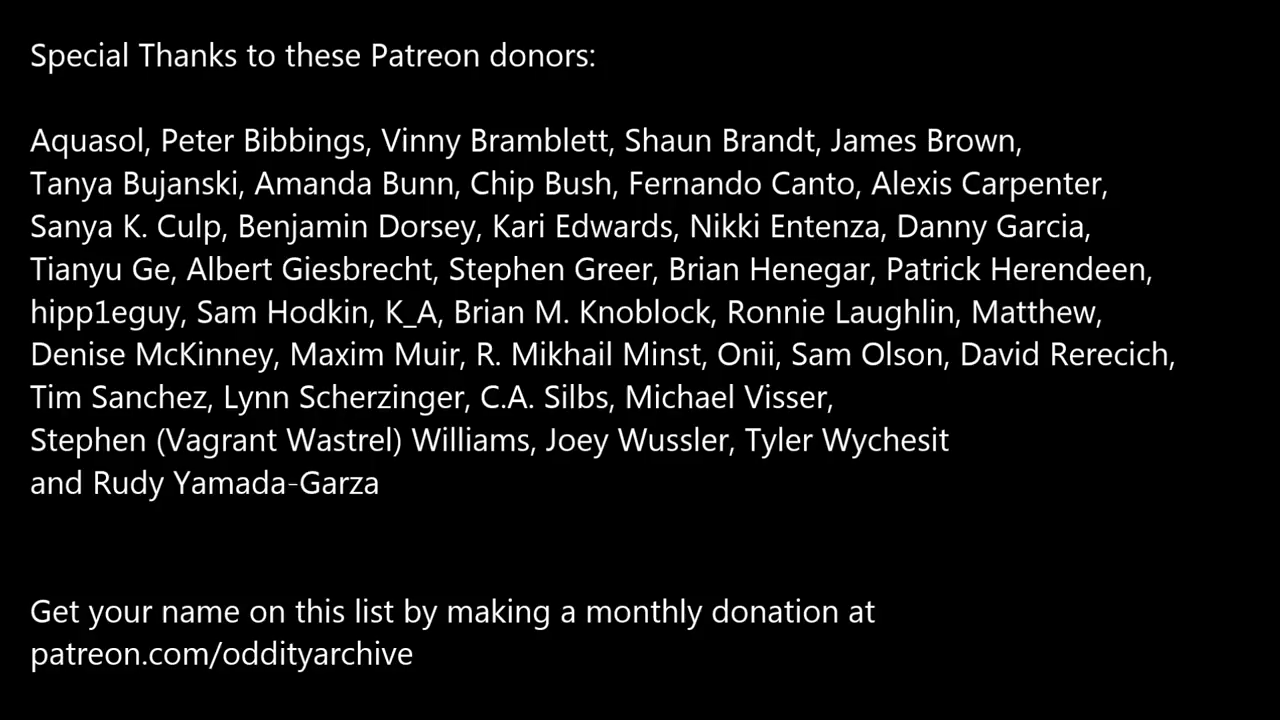 Special Thanks to these Patreon donors:
Aquasol, Peter Bibbings, Vinny Bramblett, Shaun Brandt, James Brown,
Tanya Bujanski, Amanda Bunn, Chip Bush, Fernando Canto, Alexis Carpenter,
Sanya K. Culp, Benjamin Dorsey, Kari Edwards, Nikki Entenza, Danny Garcia,
Tianyu Ge, Albert Giesbrecht, Stephen Greer, Brian Henegar, Patrick Herendeen,
hipp1eguy, Sam Hodkin, K_A, Brian M. Knoblock, Ronnie Laughlin, Matthew,
Denise McKinney, Maxim Muir, R. Mikhail Minst, Onii, Sam Olson, David Rerecich,
Tim Sanchez, Lynn Scherzinger, C.A. Silbs, Michael Visser,
Stephen (Vagrant Wastrel) Williams, Joey Wussler, Tyler Wychesit
and Rudy Yamada-Garza
Get your name on this list by making a monthly donation at
patreon.com/oddityarchive